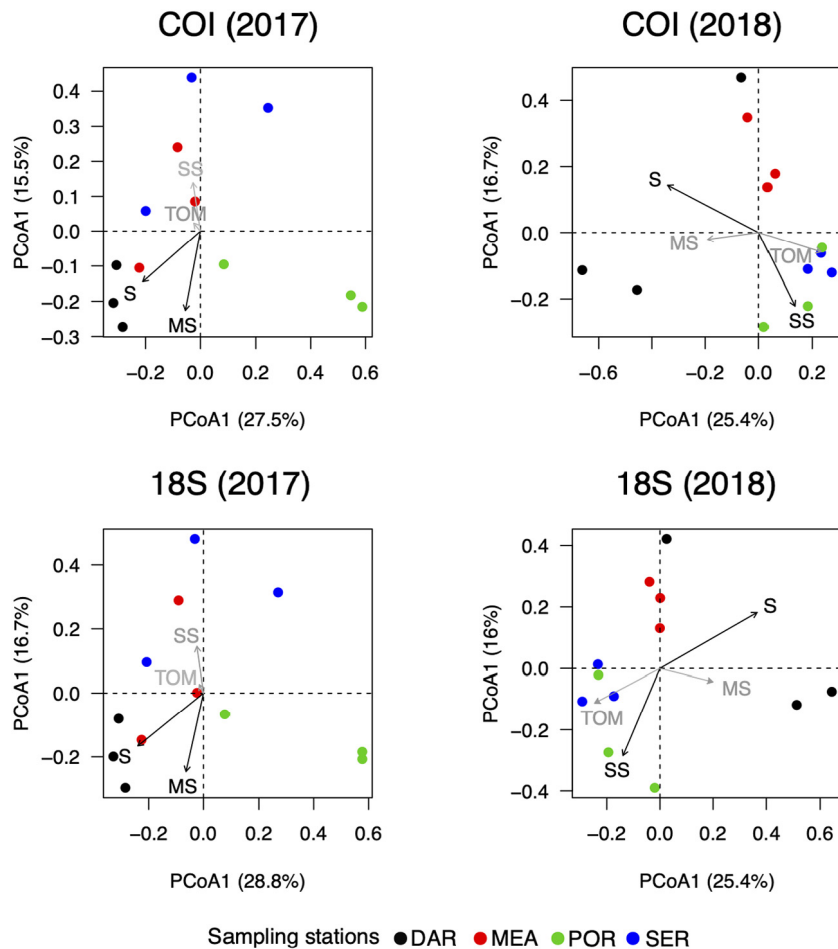 COI (2017)
COI (2018)
PCoA1 (15.5%)
0.4
0.3
0.2
0.1
0.0
−0.1
−0.2
−0.3
SS
TOM
S
MS
−0.2 0.0 0.2 0.4 0.6
PCoA1 (27.5%)
PCoA1 (16.7%)
0.4
0.2
0.0
−0.2
S
MS
TOM
SS
−0.6 −0.2 0.0 0.2
PCoA1 (25.4%)
18S (2017)
18S (2018)
PCoA1 (16.7%)
0.4
0.2
0.0
−0.2
SS
TOM
S
MS
−0.2 0.0 0.2 0.4 0.6
PCoA1 (28.8%)
PCoA1 (16%)
0.4
0.2
0.0
−0.2
−0.4
S
MS
TOM
SS
−0.2 0.0 0.2 0.4 0.6
PCoA1 (25.4%)
Sampling stations DAR MEA POR SER